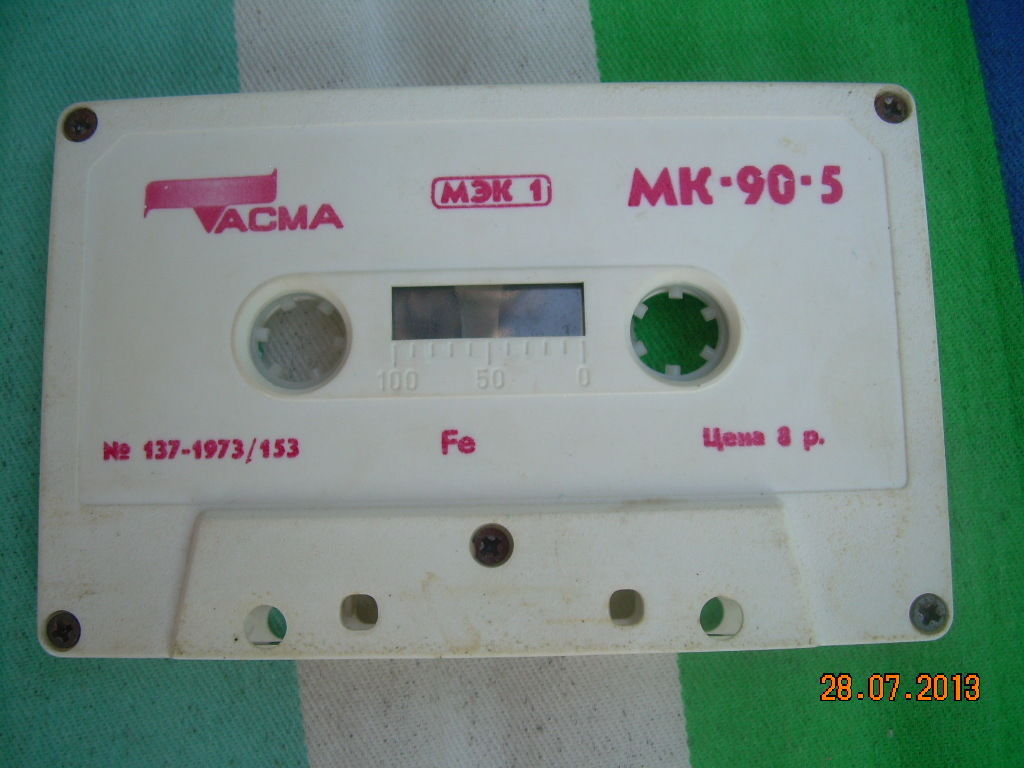 ТАСМА
МЭК 1
МК-90-5
100 50 0
№ 137-1973/153
Fe
Цена 8 р.
28.07.2013